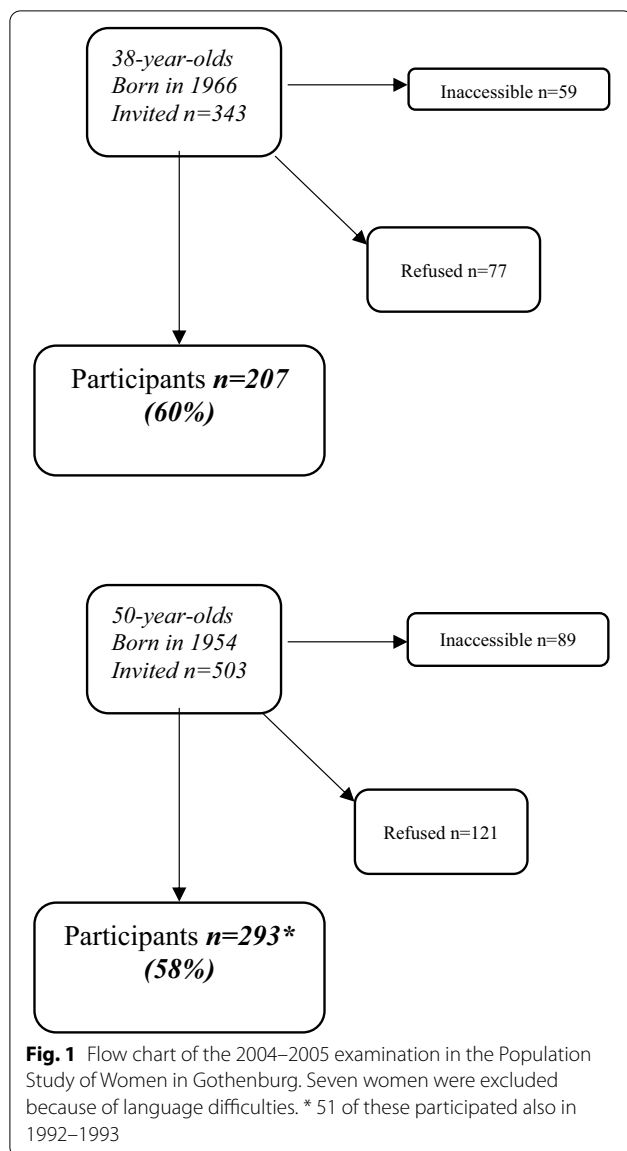 38-year-olds
Born in 1966
Invited n=343
Inaccessible n=59
Refused n=77
Participants n=207
(60%)
50-year-olds
Born in 1954
Invited n=503
Inaccessible n=89
Refused n=121
Participants n=293*
(58%)
Fig. 1 Flow chart of the 2004–2005 examination in the Population
Study of Women in Gothenburg. Seven women were excluded
because of language difficulties. * 51 of these participated also in
1992–1993